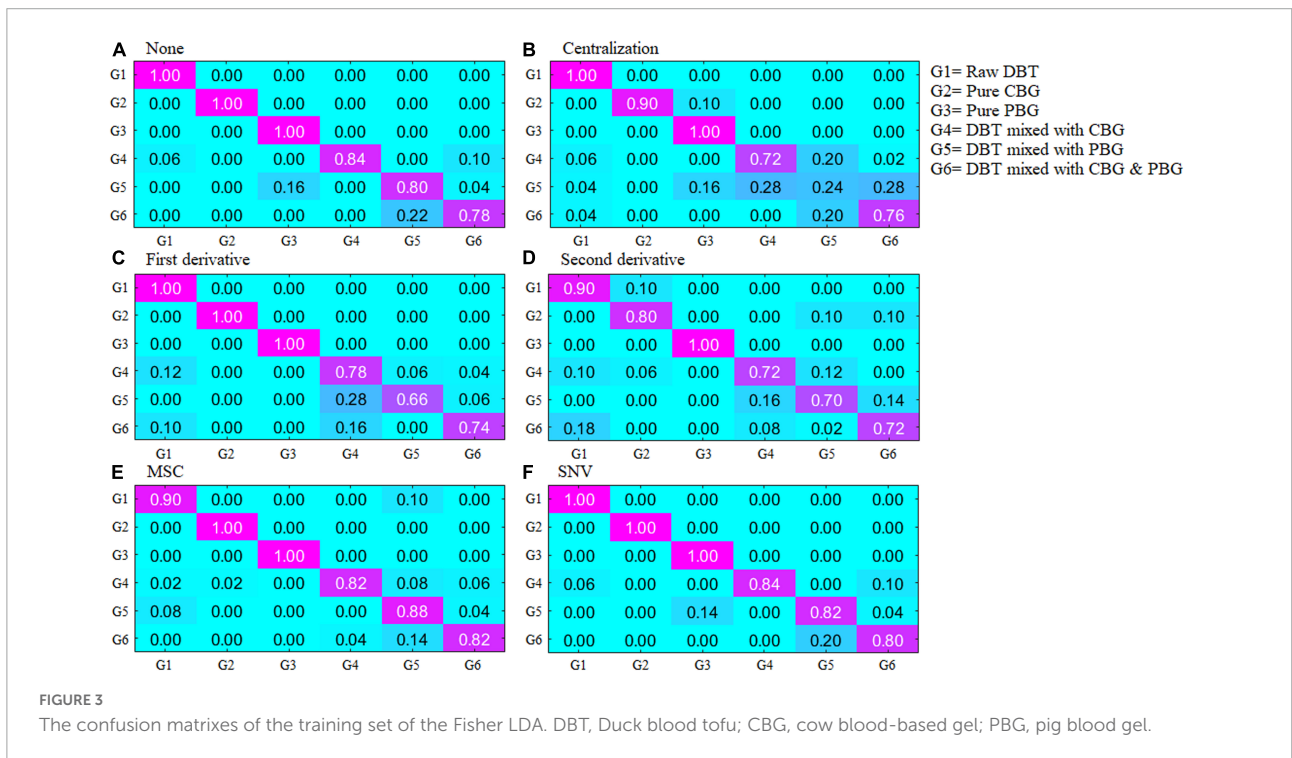 A None
G1 1.00 0.00 0.00 0.00 0.00 0.00
G2 0.00 1.00 0.00 0.00 0.00 0.00
G3 0.00 0.00 1.00 0.00 0.00 0.00
G4 0.06 0.00 0.00 0.84 0.00 0.10
G5 0.00 0.00 0.16 0.00 0.80 0.04
G6 0.00 0.00 0.00 0.00 0.22 0.78
G1 G2 G3 G4 G5 G6
B Centralization
G1 1.00 0.00 0.00 0.00 0.00 0.00
G2 0.00 0.90 0.10 0.00 0.00 0.00
G3 0.00 0.00 1.00 0.00 0.00 0.00
G4 0.06 0.00 0.00 0.72 0.20 0.02
G5 0.04 0.00 0.16 0.28 0.24 0.28
G6 0.04 0.00 0.00 0.00 0.20 0.76
G1 G2 G3 G4 G5 G6
G1= Raw DBT
G2= Pure CBG
G3= Pure PBG
G4= DBT mixed with CBG
G5= DBT mixed with PBG
G6= DBT mixed with CBG & PBG
C First derivative
G1 1.00 0.00 0.00 0.00 0.00 0.00
G2 0.00 1.00 0.00 0.00 0.00 0.00
G3 0.00 0.00 1.00 0.00 0.00 0.00
G4 0.12 0.00 0.00 0.78 0.06 0.04
G5 0.00 0.00 0.00 0.28 0.66 0.06
G6 0.10 0.00 0.00 0.16 0.00 0.74
G1 G2 G3 G4 G5 G6
D Second derivative
G1 0.90 0.10 0.00 0.00 0.00 0.00
G2 0.00 0.80 0.00 0.00 0.10 0.10
G3 0.00 0.00 1.00 0.00 0.00 0.00
G4 0.10 0.06 0.00 0.72 0.12 0.00
G5 0.00 0.00 0.00 0.16 0.70 0.14
G6 0.18 0.00 0.00 0.08 0.02 0.72
G1 G2 G3 G4 G5 G6
E MSC
G1 0.90 0.00 0.00 0.00 0.10 0.00
G2 0.00 1.00 0.00 0.00 0.00 0.00
G3 0.00 0.00 1.00 0.00 0.00 0.00
G4 0.02 0.02 0.00 0.82 0.08 0.06
G5 0.08 0.00 0.00 0.00 0.88 0.04
G6 0.00 0.00 0.00 0.04 0.14 0.82
G1 G2 G3 G4 G5 G6
F SNV
G1 1.00 0.00 0.00 0.00 0.00 0.00
G2 0.00 1.00 0.00 0.00 0.00 0.00
G3 0.00 0.00 1.00 0.00 0.00 0.00
G4 0.06 0.00 0.00 0.84 0.00 0.10
G5 0.00 0.00 0.14 0.00 0.82 0.04
G6 0.00 0.00 0.00 0.00 0.20 0.80
G1 G2 G3 G4 G5 G6
FIGURE 3
The confusion matrixes of the training set of the Fisher LDA. DBT, Duck blood tofu; CBG, cow blood-based gel; PBG, pig blood gel.